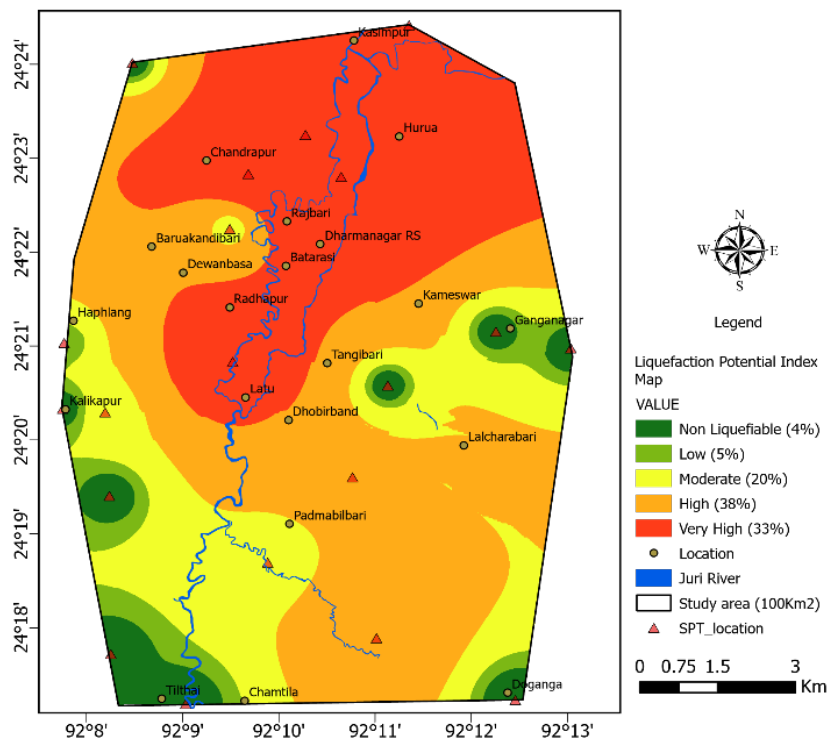 24°24'
24°23'
24°22'
24°21'
24°20'
24°19'
24°18'
Kasimpur
Hurua
Chandrapur
Rajbari
Dharmanagar RS
Baruakandibari
Batarasi
Dewanbasa
Radhapur
Kameswar
Haphlang
Ganganagar
Tangibari
Latu
Kalikapur
Dhobirband
Lalcharabari
Padmabilbari
Doganga
Tilthai
Chamtila
92°8'
92°9'
92°10'
92°11'
92°12'
92°13'
N
W
E
S
Legend
Liquefaction Potential Index
Map
VALUE
Non Liquefiable (4%)
Low (5%)
Moderate (20%)
High (38%)
Very High (33%)
Location
Juri River
Study area (100Km2)
SPT_location
0 0.75 1.5 3
Km